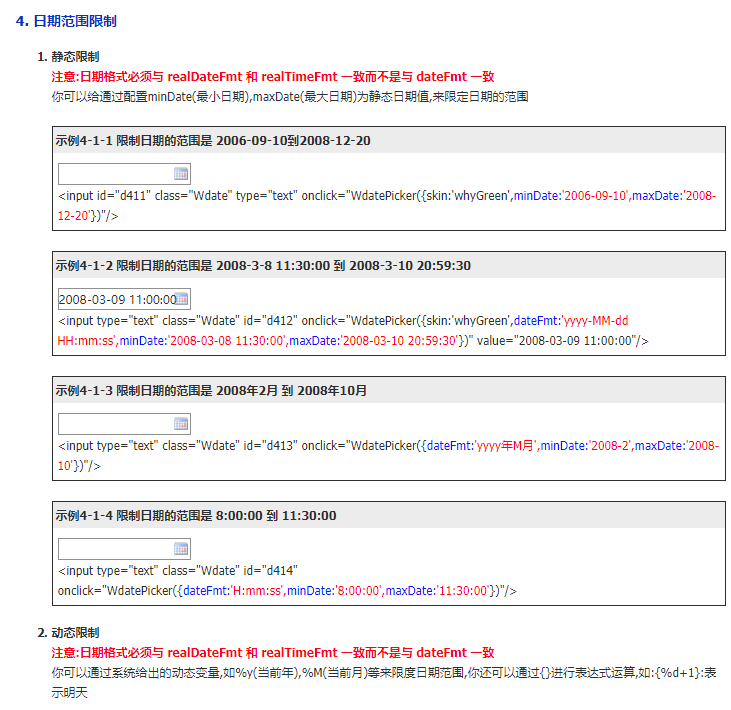 4. 日期范围限制
1. 静态限制
注意:日期格式必须与 realDateFmt 和 realTimeFmt 一致而不是与 dateFmt 一致
你可以给通过配置minDate(最小日期),maxDate(最大日期)为静态日期值,来限定日期的范围
示例4-1-1 限制日期的范围是 2006-09-10到2008-12-20
<input id="d411" class="Wdate" type="text" onclick="WdatePicker({skin:'whyGreen',minDate:'2006-09-10',maxDate:'2008-
12-20'})"/>
示例4-1-2 限制日期的范围是 2008-3-8 11:30:00 到 2008-3-10 20:59:30
2008-03-09 11:00:00
<input type="text" class="Wdate" id="d412" onclick="WdatePicker({skin:'whyGreen',dateFmt:'yyyy-MM-dd
HH:mm:ss',minDate:'2008-03-08 11:30:00',maxDate:'2008-03-10 20:59:30'})" value="2008-03-09 11:00:00"/>
示例4-1-3 限制日期的范围是 2008年2月 到 2008年10月
<input type="text" class="Wdate" id="d413" onclick="WdatePicker({dateFmt:'yyyy年M月',minDate:'2008-2',maxDate:'2008-
10'})"/>
示例4-1-4 限制日期的范围是 8:00:00 到 11:30:00
<input type="text" class="Wdate" id="d414"
onclick="WdatePicker({dateFmt:'H:mm:ss',minDate:'8:00:00',maxDate:'11:30:00'})"/>
2. 动态限制
注意:日期格式必须与 realDateFmt 和 realTimeFmt 一致而不是与 dateFmt 一致
你可以通过系统给出的动态变量,如%y(当前年),%M(当前月)等来限度日期范围,你还可以通过{}进行表达式运算,如:{%d+1}:表
示明天